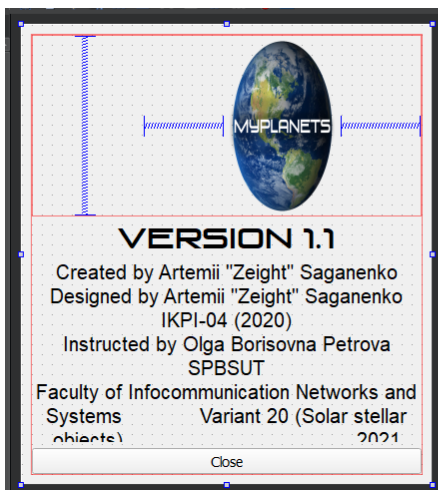 MYPLANETS
VERSION 1.1
Created by Artemii "Zeight" Saganenko
Designed by Artemii "Zeight" Saganenko
IKPI-04 (2020)
Instructed by Olga Borisovna Petrova
SPBSUT
Faculty of Infocommunication Networks and
Systems Variant 20 (Solar stellar
objects) 2021
Close